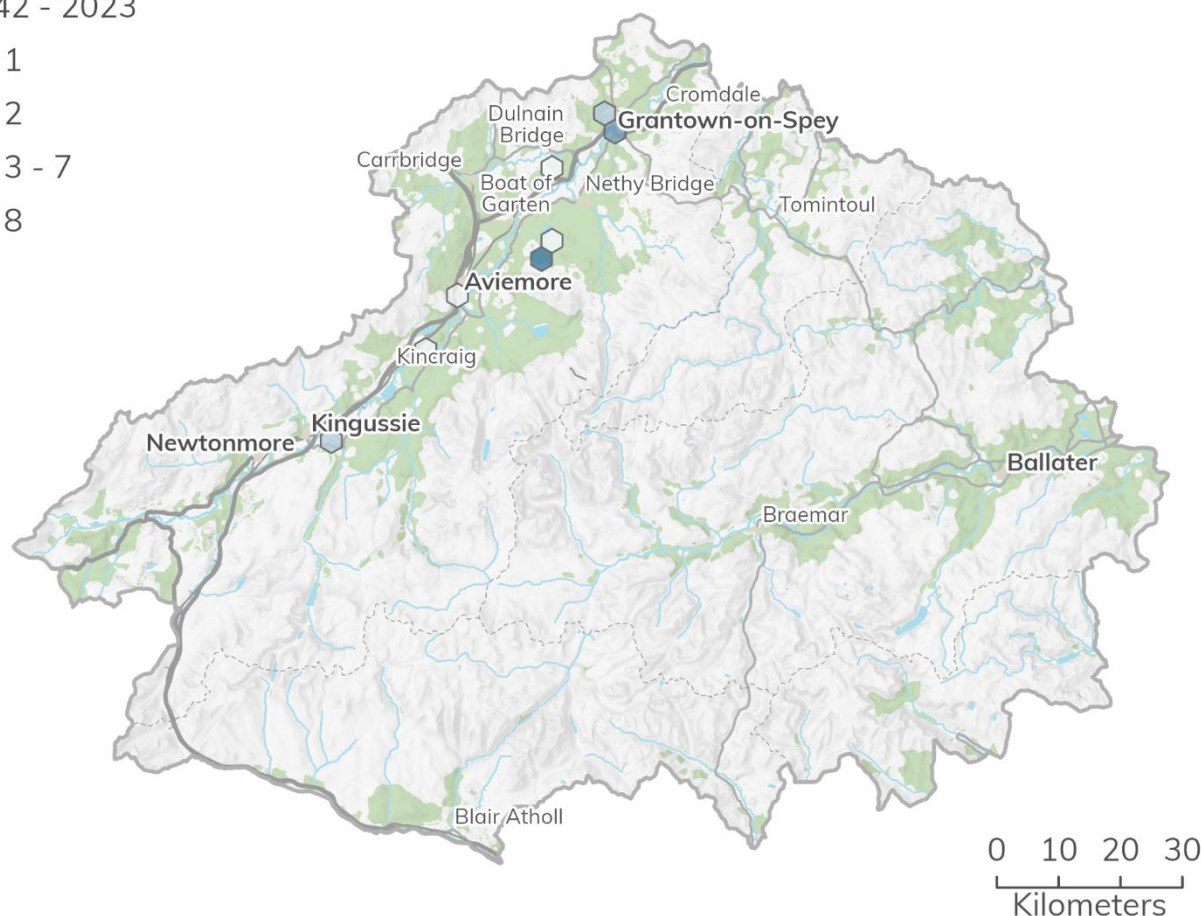 42 - 2023
1
2
3 - 7
8
Cromdale
Dulnain
Bridge
Grantown-on-Spey
Carrbridge
Boat of
Garten
Nethy Bridge
Tomintoul
Aviemore
Kincraig
Kingussie
Newtonmore
Ballater
Braemar
Blair Atholl
0 10 20 30
Kilometers